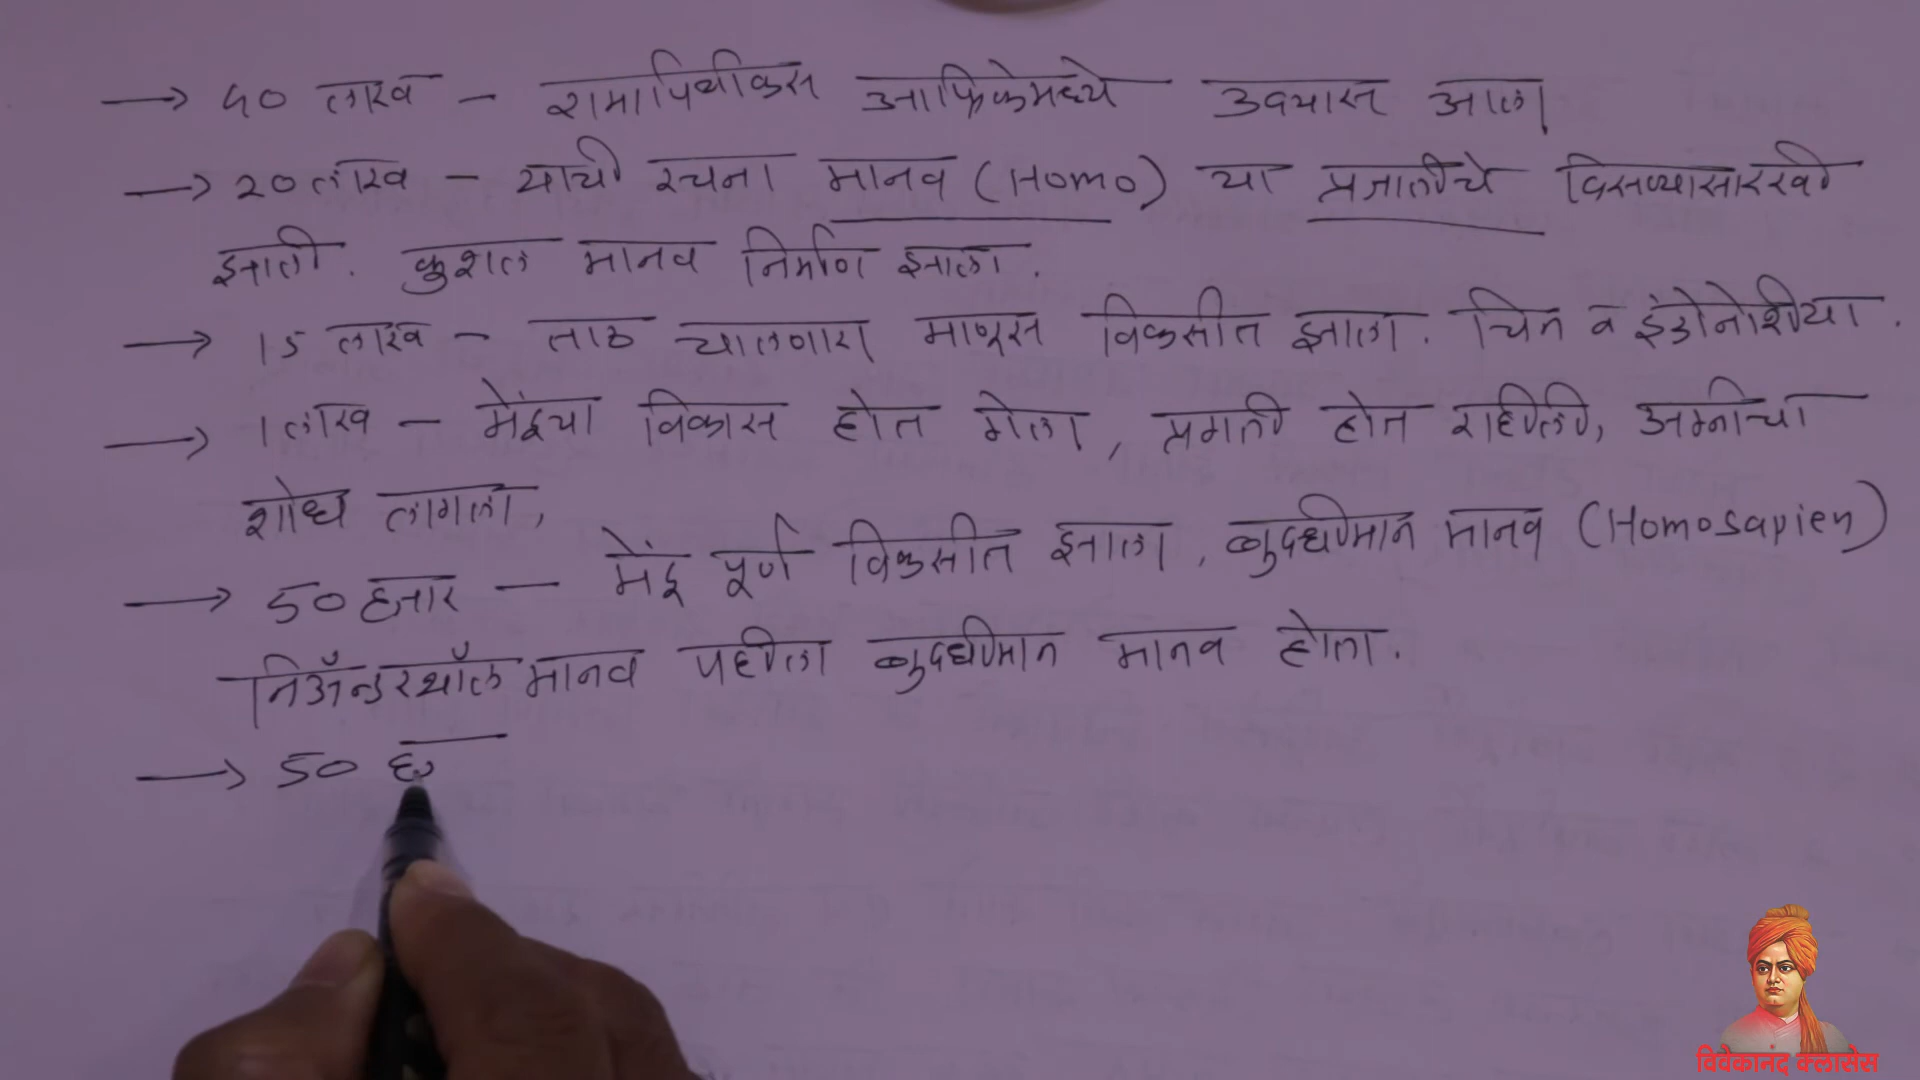 → ४० लाख - रामापिथीकस आफ्रिकेमध्ये उदयास आला
→ २० लाख - याची रचना मानव (Homo) या प्रजातीचे दिसण्यासारखी
झाली. कुशल मानव निर्माण झाला.
→ 15 लाख - ताठ चालणारा माणूस विकसीत झाला. चिन व इंडोनेशिया.
→ 1 लाख - मेंदूचा विकास होत गेला, प्रगती होत राहीली, अग्नीचा
शोध लागला,
→ 50 हजार - मेंदू पूर्ण विकसीत झाला, बुद्धीमान मानव (Homosapien)
निअँन्डरथॉल मानव पहीला बुद्धीमान मानव होता.
→ 50 ह
विवेकानंद क्लासेस